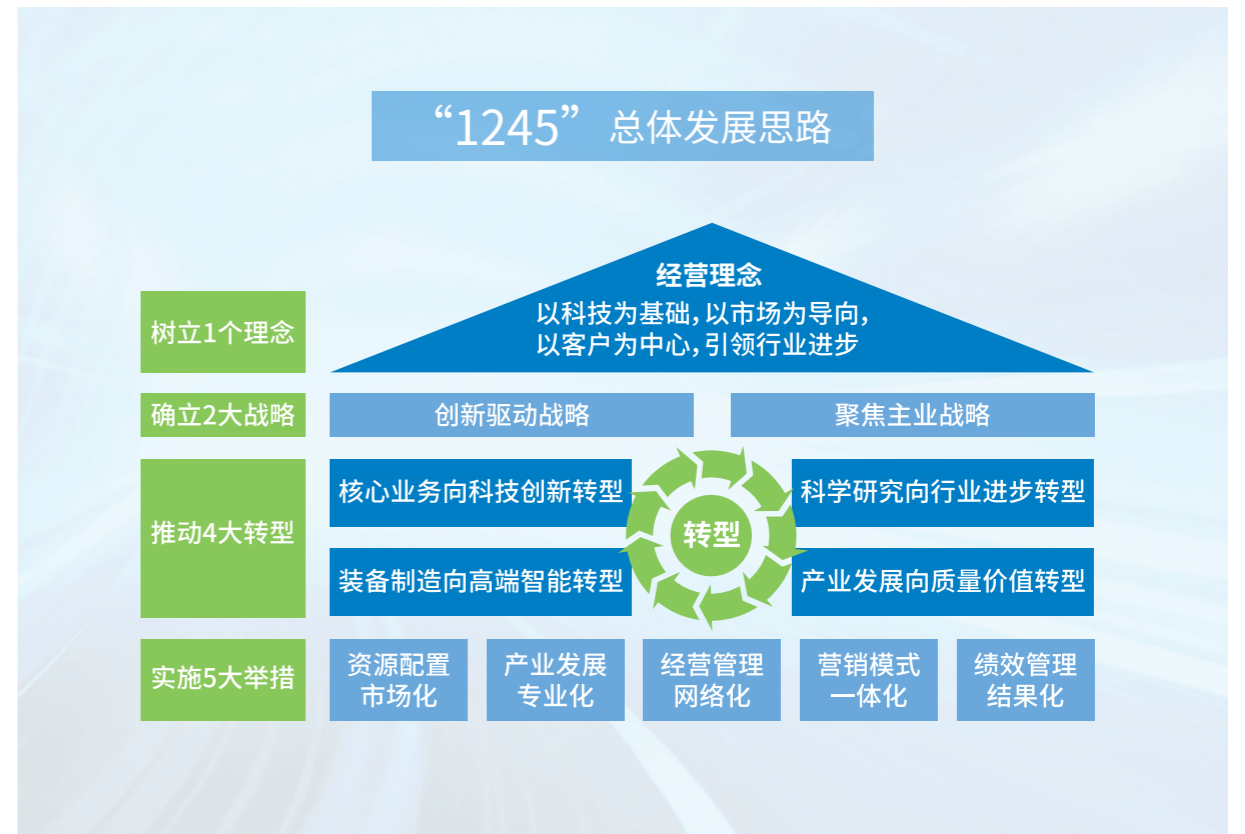 “1245” 总体发展思路
经营理念
以科技为基础，以市场为导向，
以客户为中心，引领行业进步
树立1个理念
确立2大战略
创新驱动战略
聚焦主业战略
推动4大转型
核心业务向科技创新转型
科学研究向行业进步转型
转型
装备制造向高端智能转型
产业发展向质量价值转型
实施5大举措
资源配置
市场化
产业发展
专业化
经营管理
网络化
营销模式
一体化
绩效管理
结果化